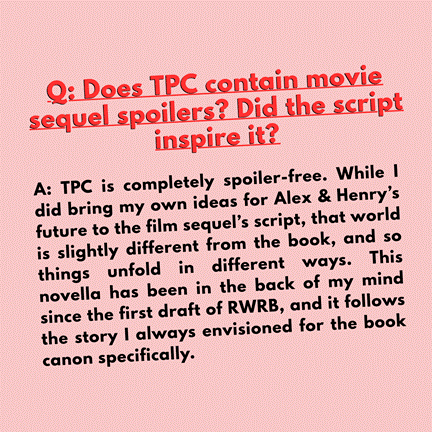 Q: Does TPC contain movie
sequel spoilers? Did the script
inspire it?
A: TPC is completely spoiler-free. While I
did bring my own ideas for Alex & Henry's
future to the film sequel's script, that world
is slightly different from the book, and so
things unfold in different ways. This
novella has been in the back of my mind
since the first draft of RWRB, and it follows
the story I always envisioned for the book
canon specifically.